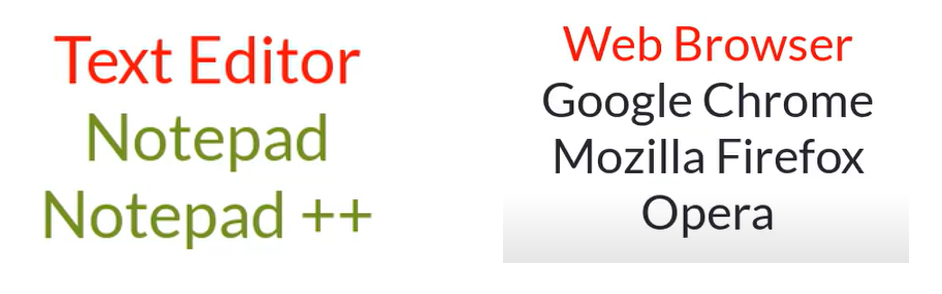 Text Editor
Notepad
Notepad ++
Web Browser
Google Chrome
Mozilla Firefox
Opera